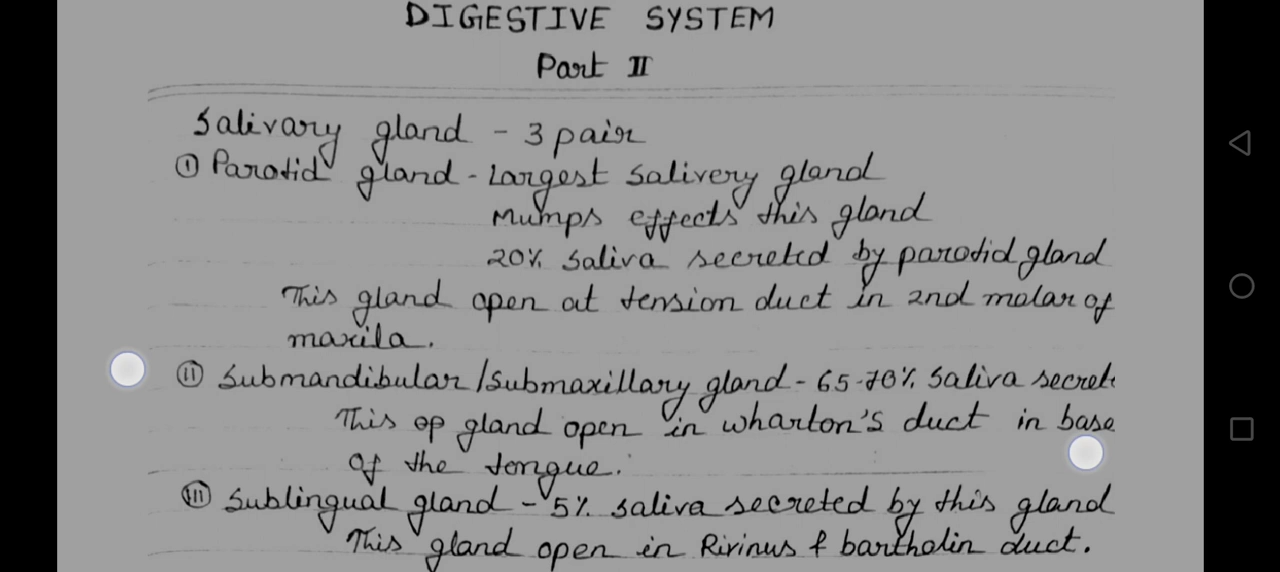 DIGESTIVE SYSTEM
Part II
Salivary gland - 3 pair
① Parotid gland - Largest salivery gland
Mumps effects this gland
20% saliva secreted by parotid gland
This gland open at tension duct in 2nd molar of
maxila.
(ii) Submandibular/Submaxillary gland - 65-70% saliva secret
This op gland open in wharton's duct in base
of the tongue.
(iii) Sublingual gland - 5% saliva secreted by this gland
This gland open in Rivinus & bartholin duct.